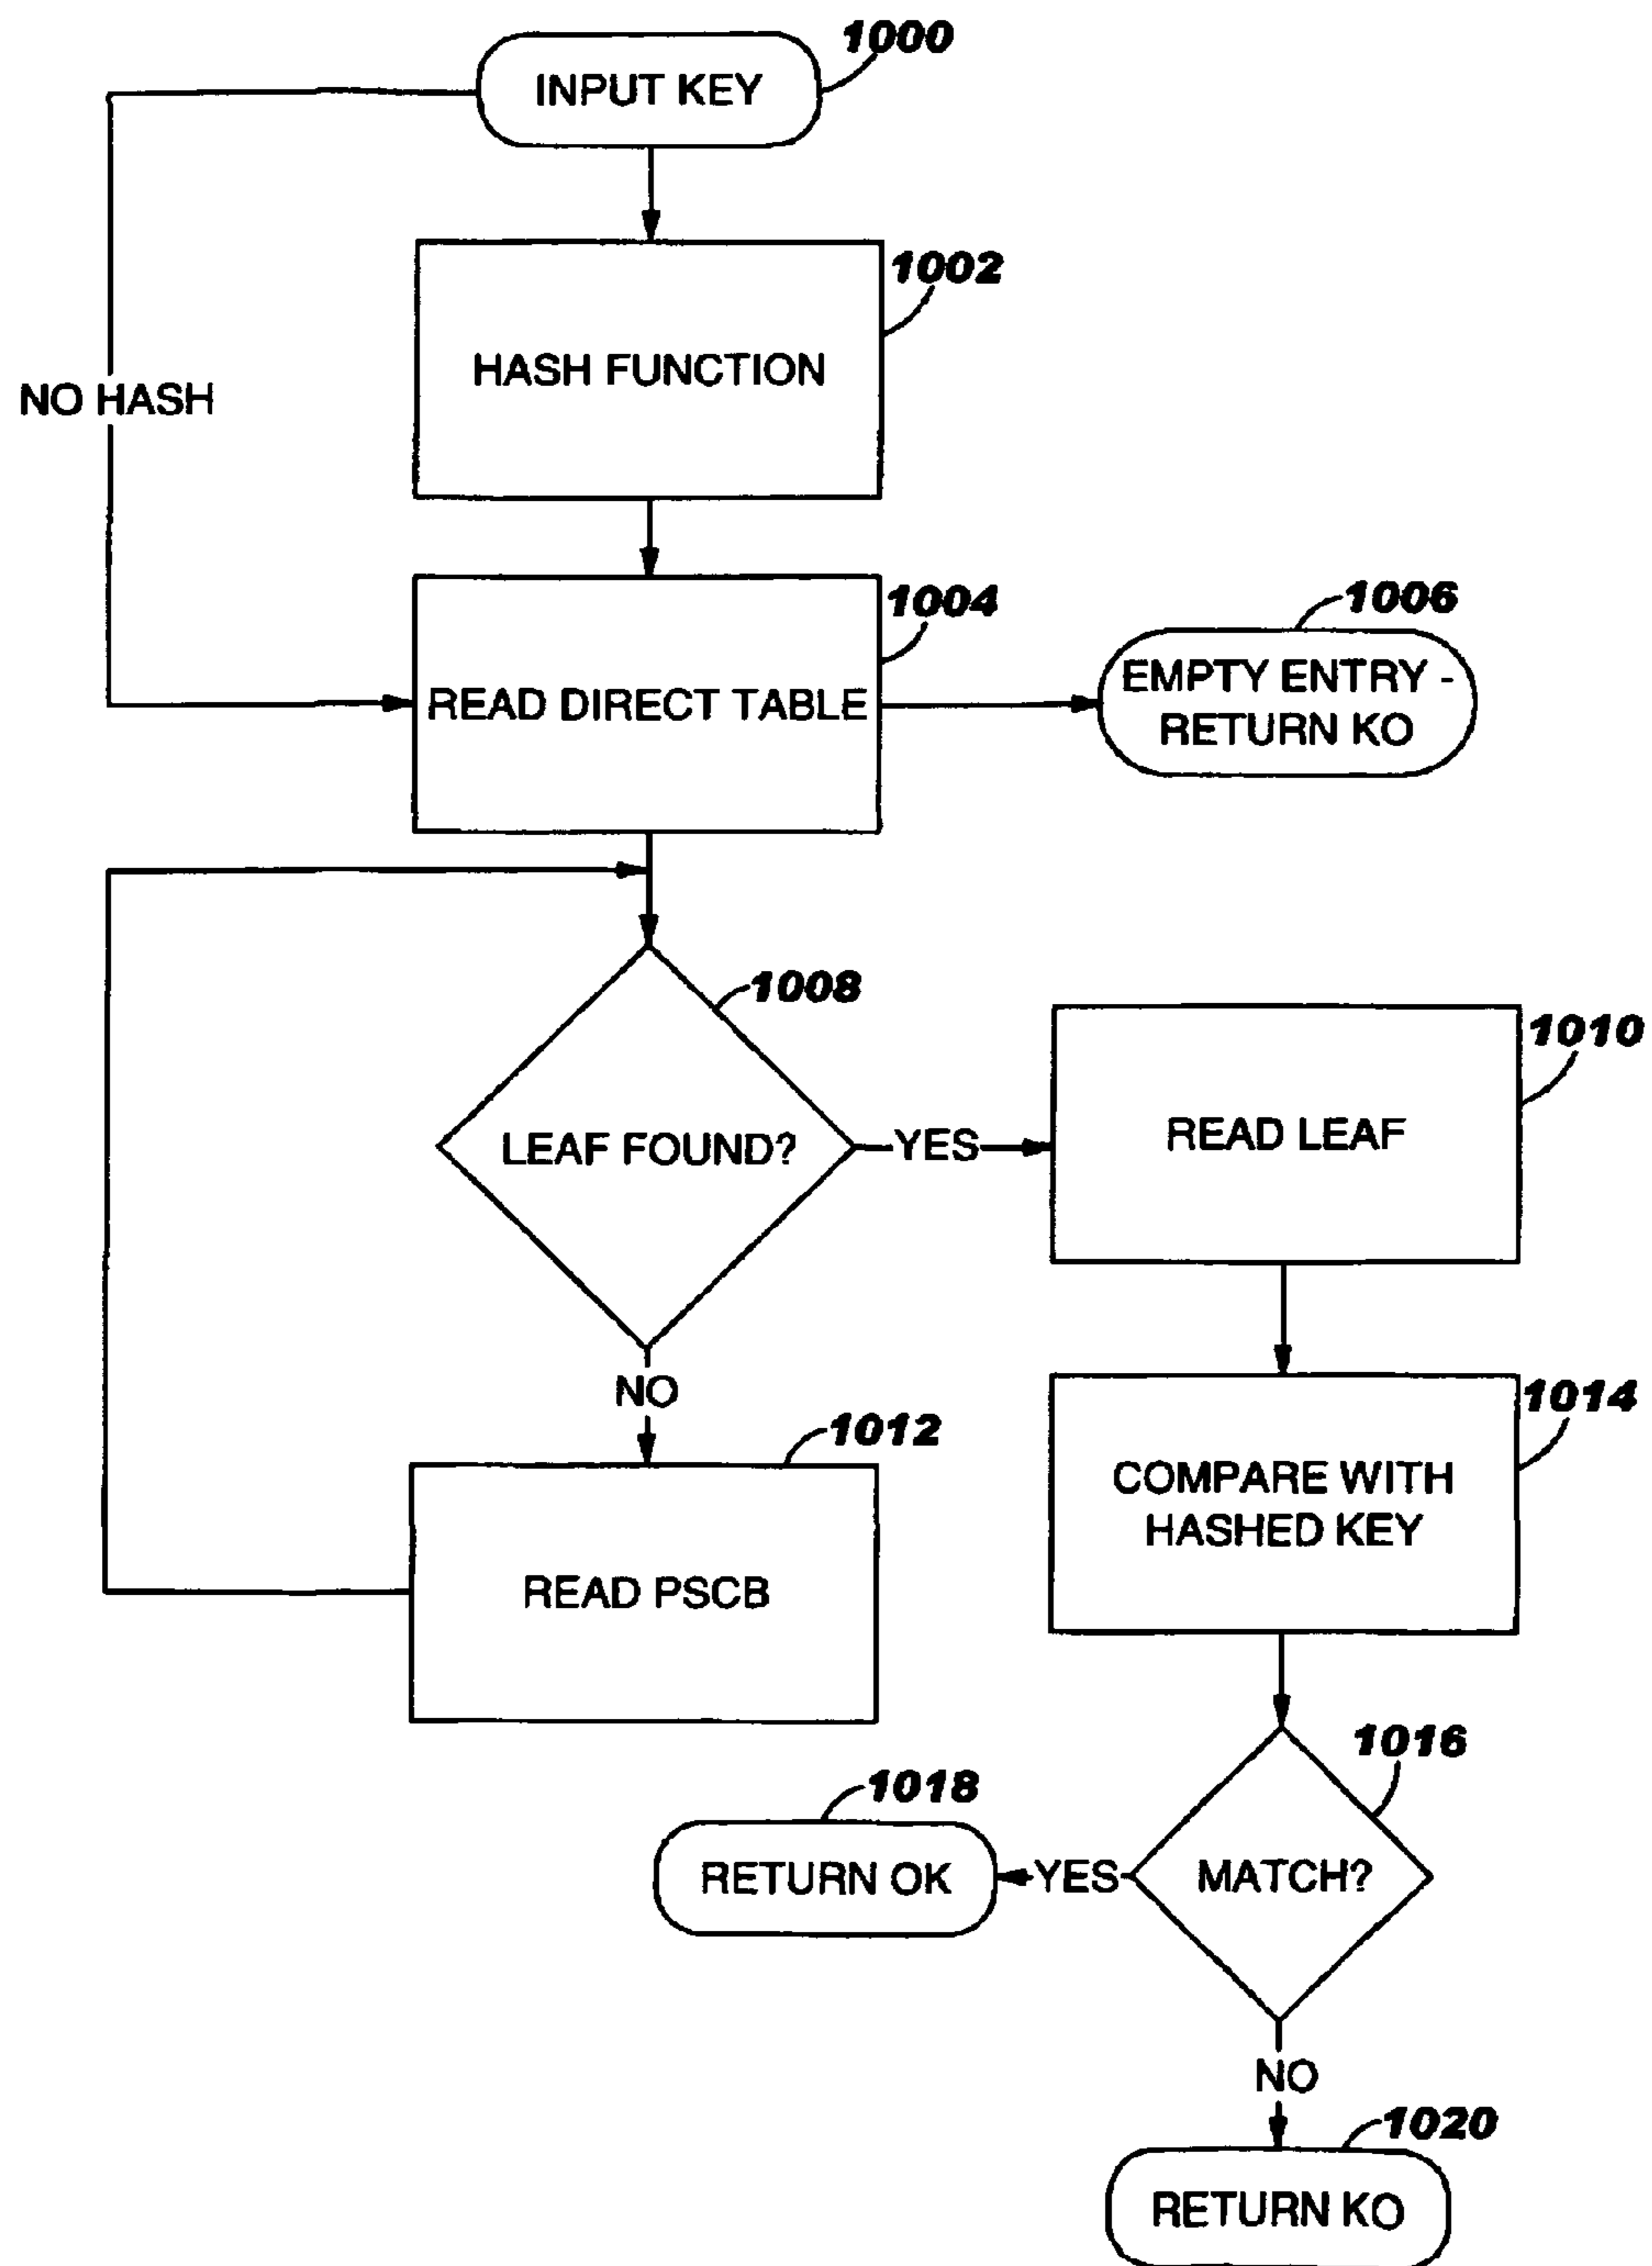 1000
INPUT KEY
1002
HASH FUNCTION
NO HASH
1004
1006
EMPTY ENTRY -
RETURN KO
READ DIRECT TABLE
1008
1010
LEAF FOUND?
YES
READ LEAF
NO
1012
1014
COMPARE WITH
HASHED KEY
READ PSCB
1016
1018
RETURN OK
YES
MATCH?
NO
1020
RETURN KO